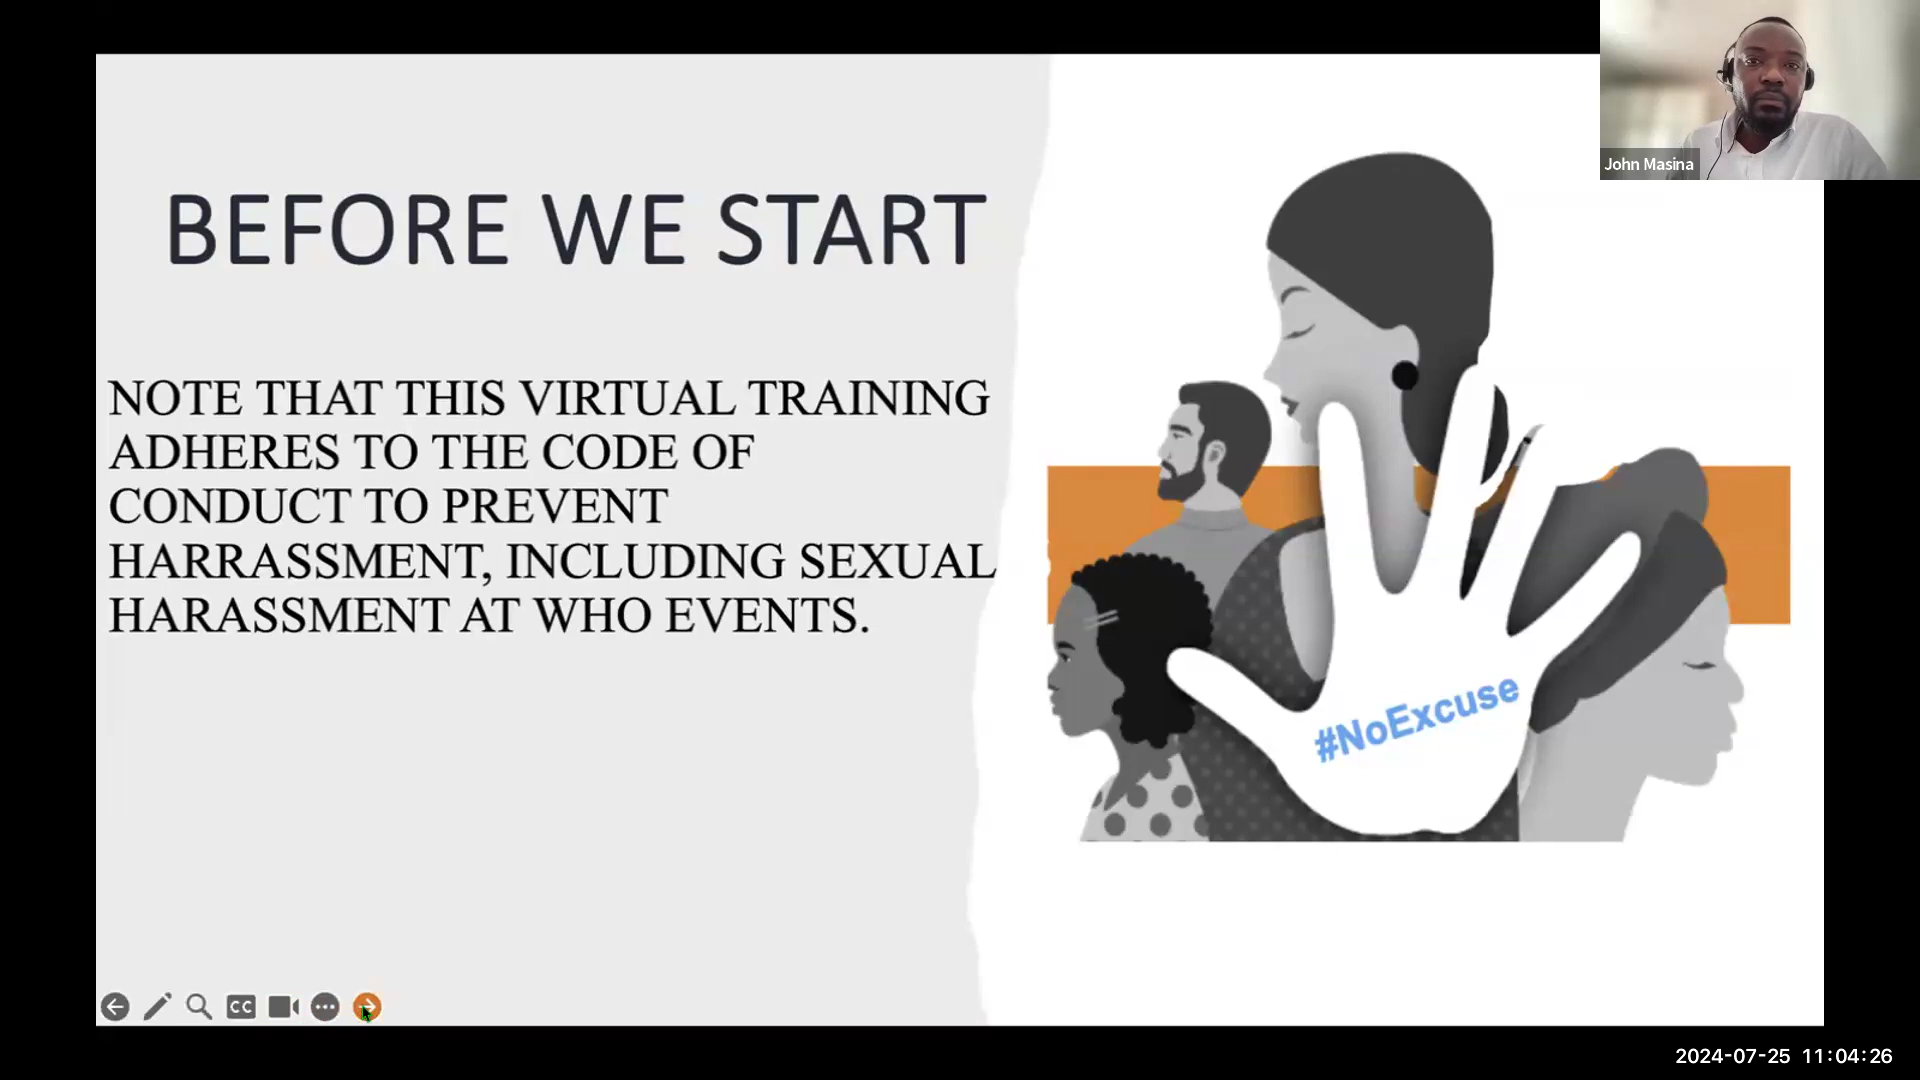 John Masina
BEFORE WE START
NOTE THAT THIS VIRTUAL TRAINING
ADHERES TO THE CODE OF
CONDUCT TO PREVENT
HARRASSMENT, INCLUDING SEXUAL
HARASSMENT AT WHO EVENTS.
#NoExcuse
CC
2024-07-25 11:04:26